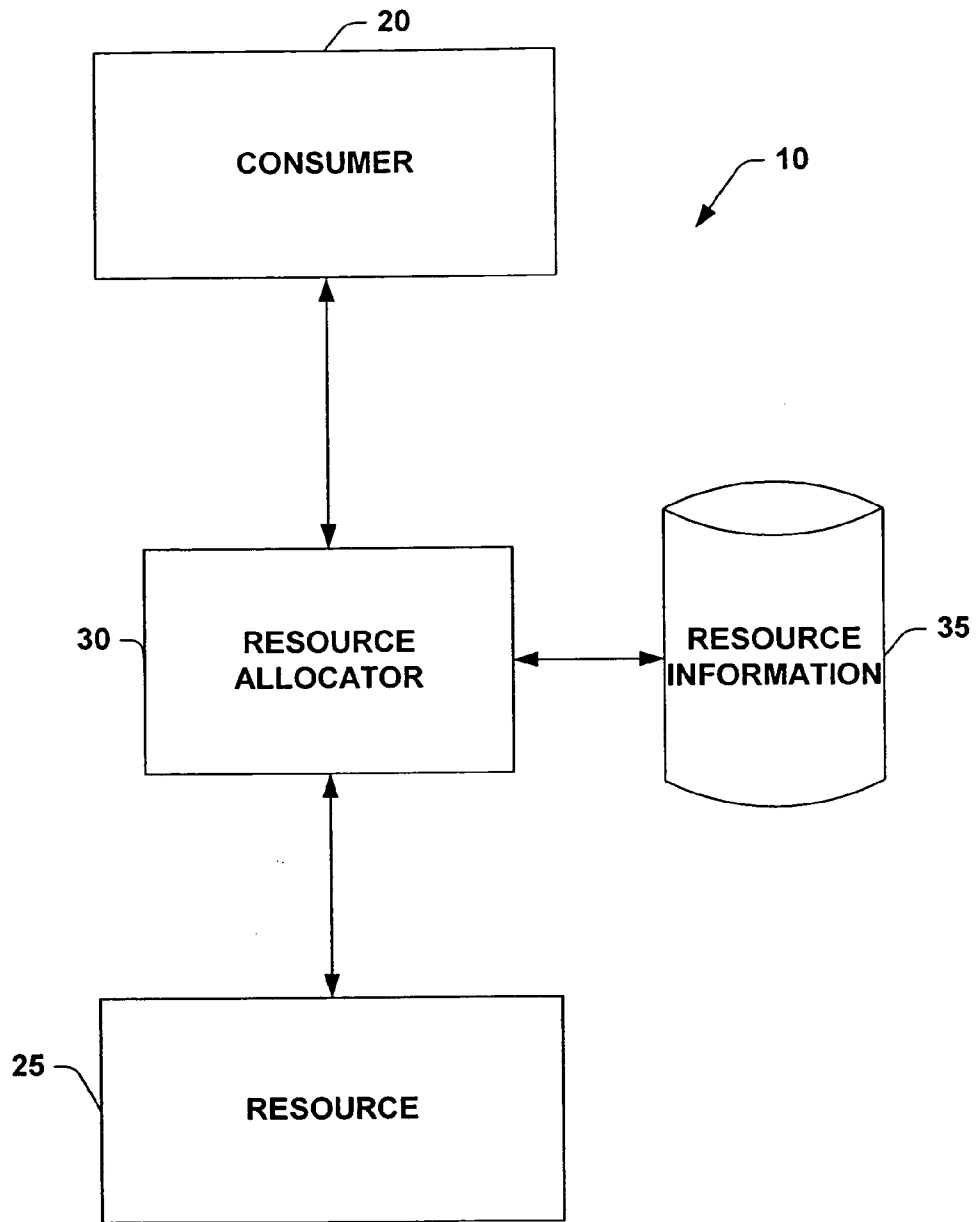 20
CONSUMER
10
30
RESOURCE
ALLOCATOR
RESOURCE
INFORMATION
35
25
RESOURCE